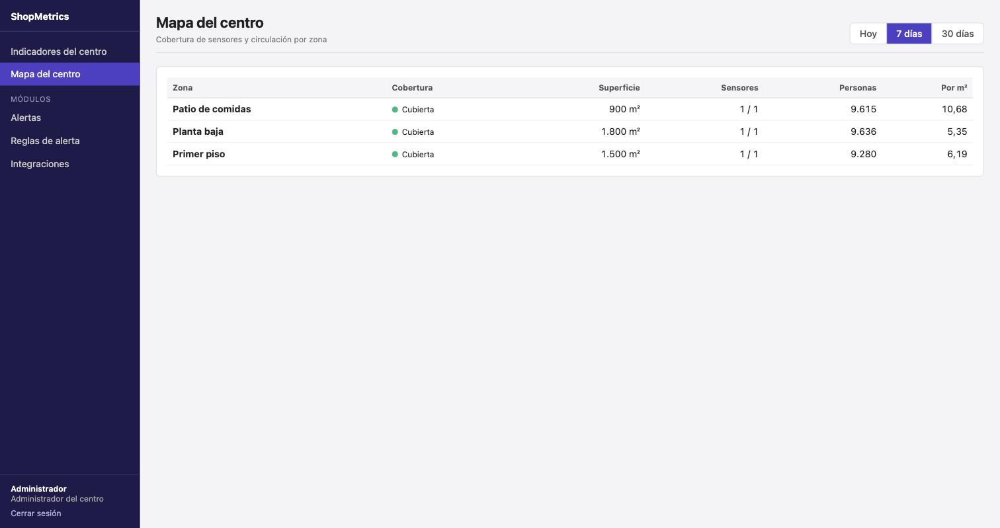 ShopMetrics
Indicadores del centro
Mapa del centro
MÓDULOS
Alertas
Reglas de alerta
Integraciones
Administrador
Administrador del centro
Cerrar sesión
Mapa del centro
Cobertura de sensores y circulación por zona
Hoy 7 días 30 días
Zona Cobertura Superficie Sensores Personas Por m²
Patio de comidas Cubierta 900 m² 1 / 1 9.615 10,68
Planta baja Cubierta 1.800 m² 1 / 1 9.636 5,35
Primer piso Cubierta 1.500 m² 1 / 1 9.280 6,19